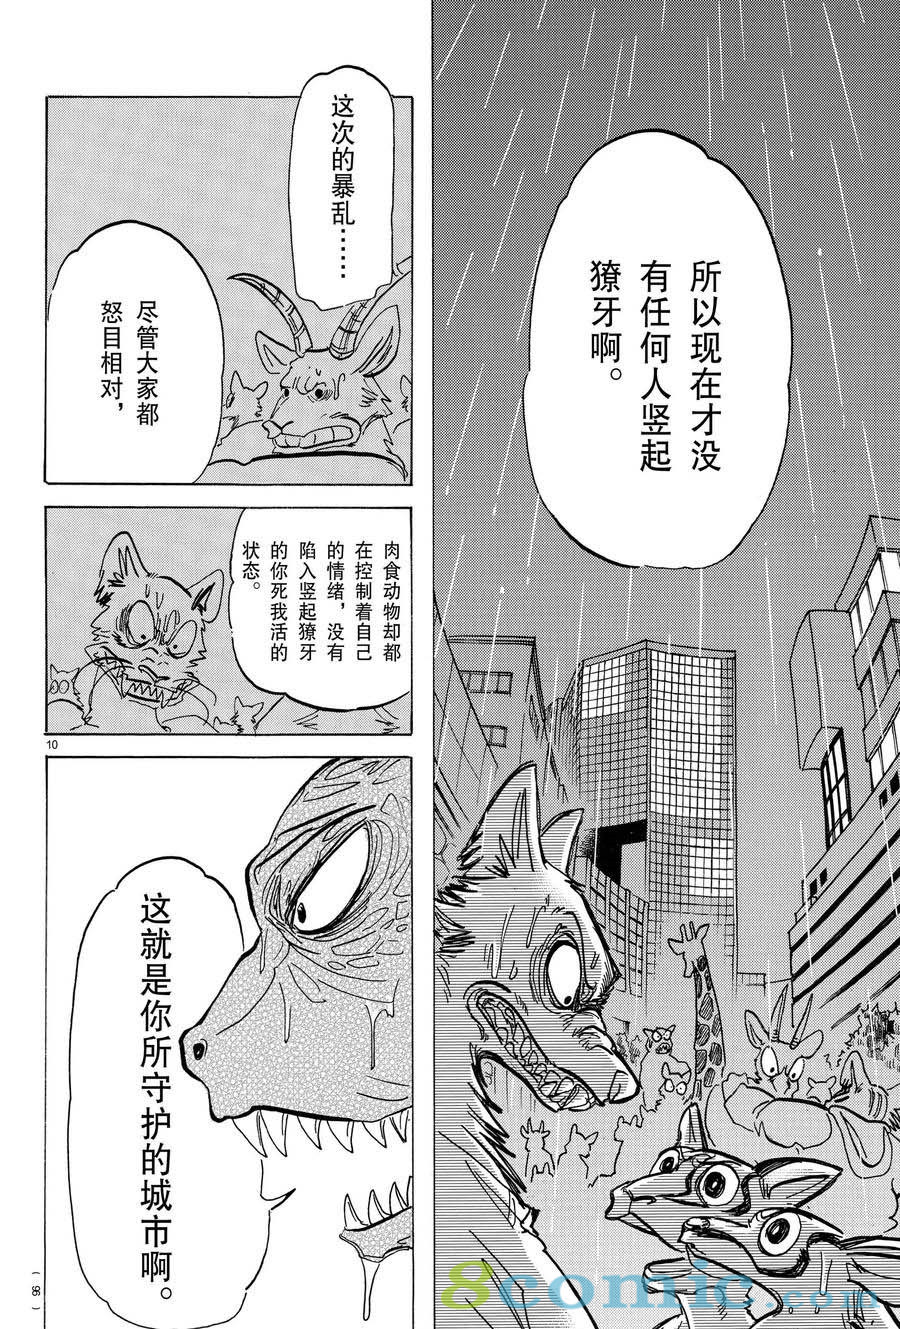 所以现在才没
有任何人竖起
獠牙啊。
这次的暴乱……
尽管大家都
怒目相对，
肉食动物却都
在控制着自己
的情绪，没有
陷入竖起獠牙
的你死我活的
状态。
10
这就是你所守护的城市啊。
(88)
8comic.com